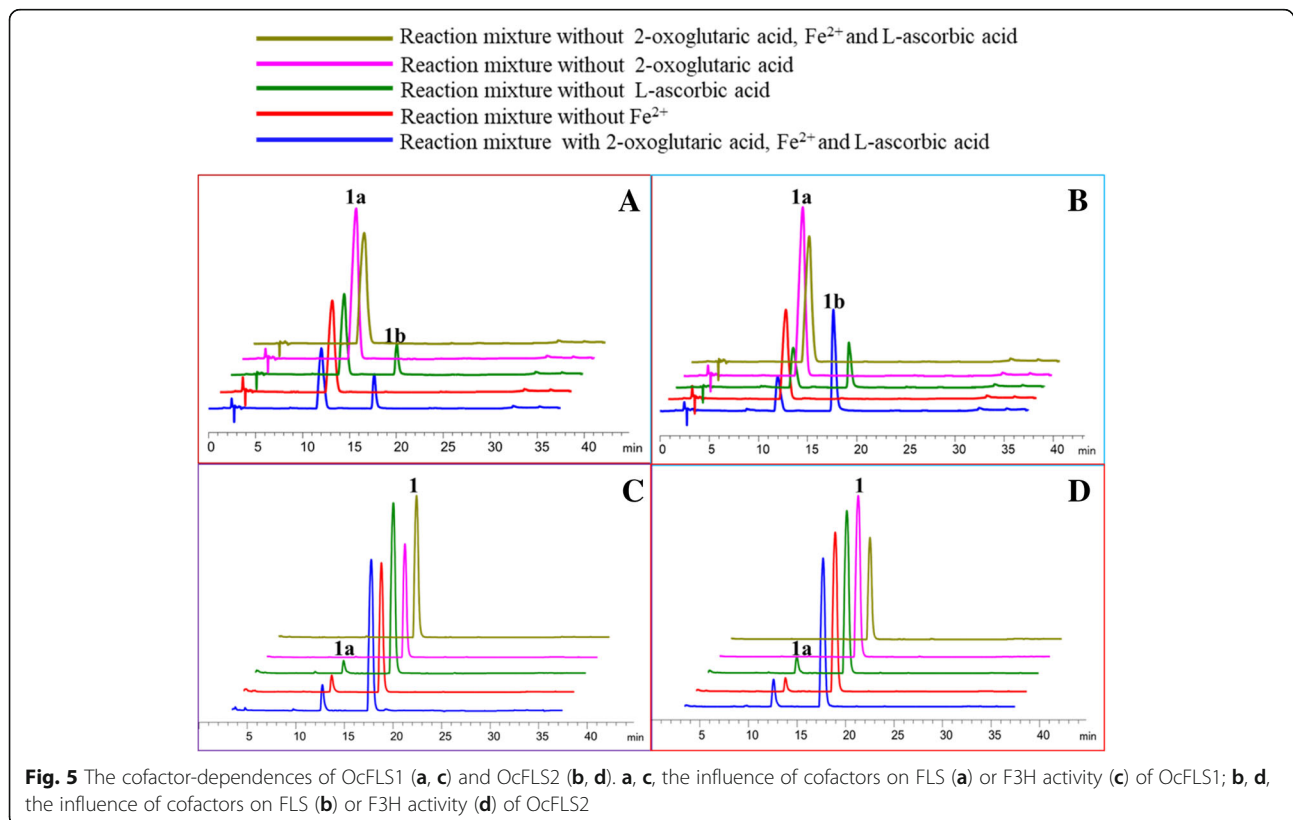 Reaction mixture without 2-oxoglutaric acid, Fe²⁺ and L-ascorbic acid
Reaction mixture without 2-oxoglutaric acid
Reaction mixture without L-ascorbic acid
Reaction mixture without Fe²⁺
Reaction mixture with 2-oxoglutaric acid, Fe²⁺ and L-ascorbic acid
A
1a
1b
0 5 10 15 20 25 30 35 40 min
B
1a
1b
0 5 10 15 20 25 30 35 40 min
C
1
1a
5 10 15 20 25 30 35 40 min
D
1
1a
5 10 15 20 25 30 35 40 min
Fig. 5 The cofactor-dependences of OcFLS1 (a, c) and OcFLS2 (b, d). a, c, the influence of cofactors on FLS (a) or F3H activity (c) of OcFLS1; b, d,
the influence of cofactors on FLS (b) or F3H activity (d) of OcFLS2